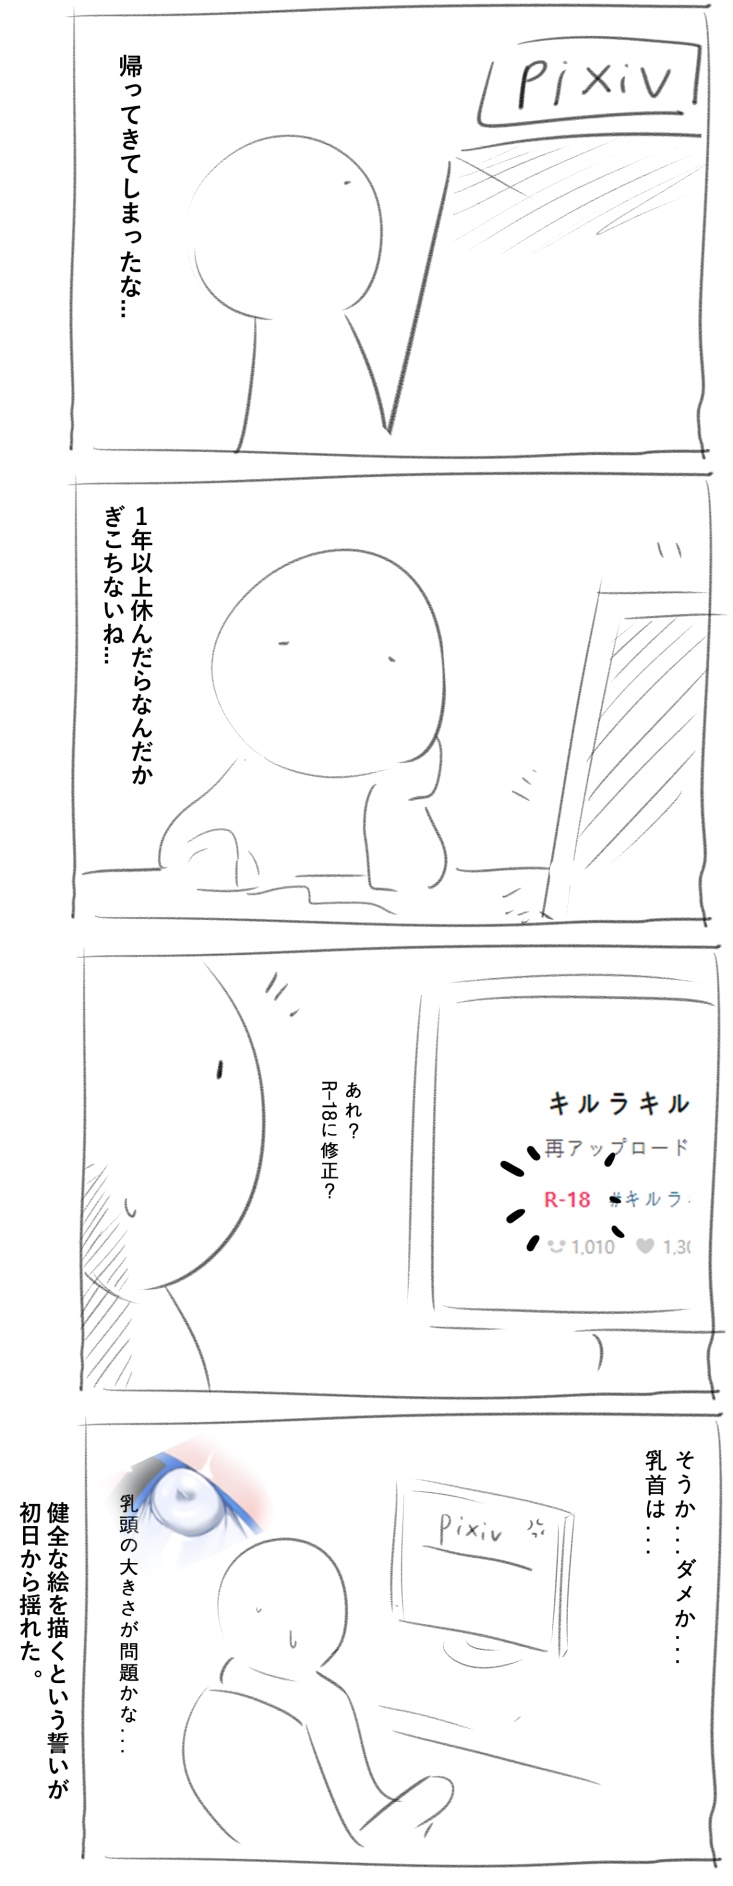 pixiv
帰ってきてしまったな…
1年以上休んだらなんだか
ぎこちないね…
キルラキル
再アップロード
R-18 #キルラ
1,010 1,30
あれ？
R-18に修正？
そうか...ダメか....
乳首は....
pixiv
乳頭の大きさが問題かな....
健全な絵を描くという誓いが
初日から揺れた。